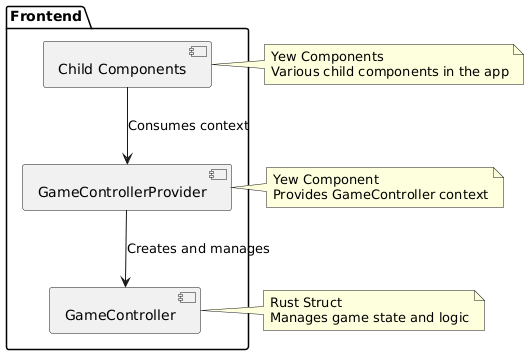 Frontend
Child Components
Yew Components
Various child components in the app
Consumes context
GameControllerProvider
Yew Component
Provides GameController context
Creates and manages
GameController
Rust Struct
Manages game state and logic